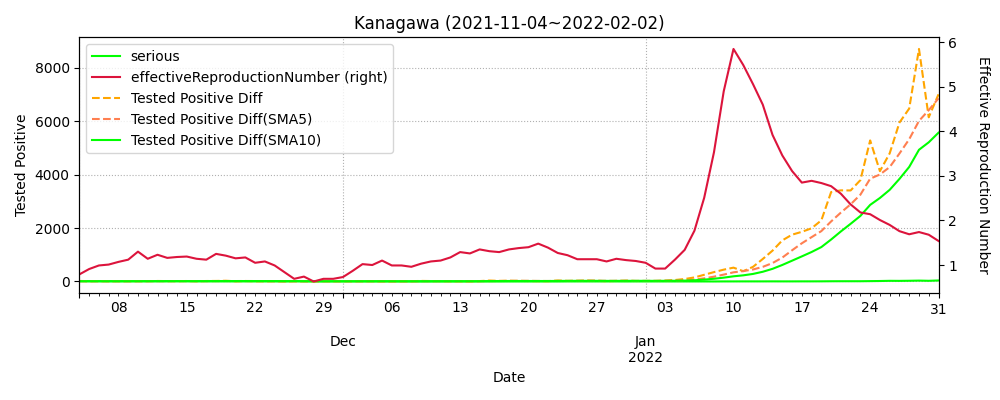 Kanagawa (2021-11-04~2022-02-02)
serious
effectiveReproductionNumber (right)
Tested Positive Diff
Tested Positive Diff(SMA5)
Tested Positive Diff(SMA10)
Tested Positive
8000
6000
4000
2000
0
Effective Reproduction Number
6
5
4
3
2
1
08 15 22 29 06 13 20 27 03 10 17 24 31
Dec Jan
2022
Date